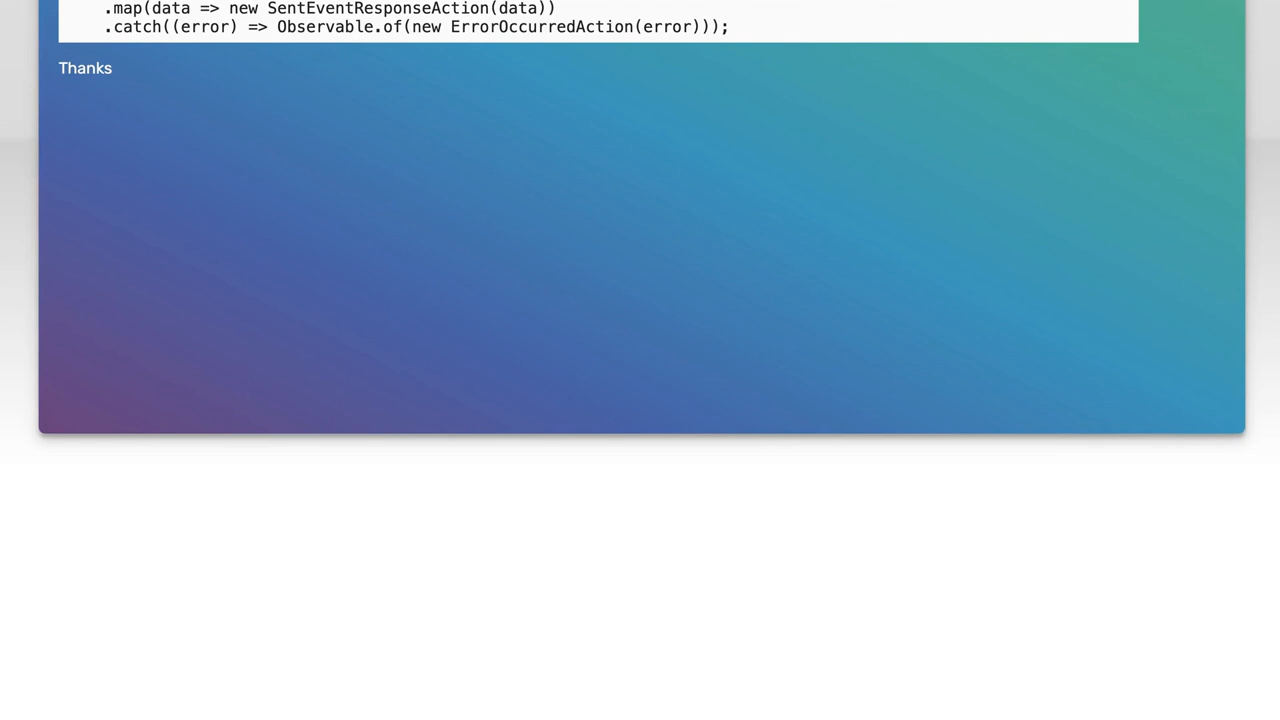 .map(data => new SentEventResponseAction(data))
.catch((error) => Observable.of(new ErrorOccurredAction(error)));
Thanks